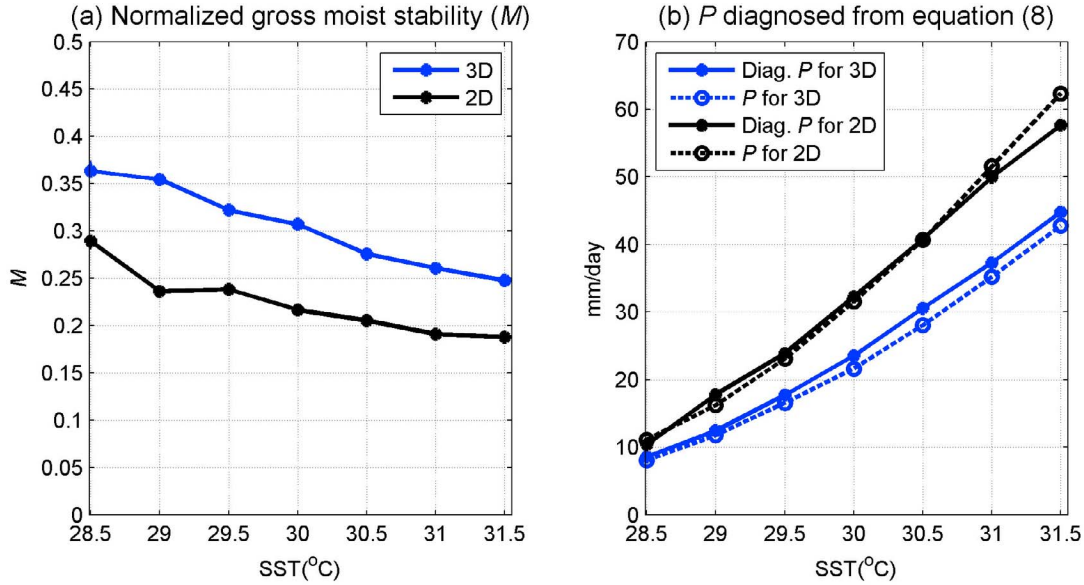 (a) Normalized gross moist stability (M)
0.5
0.45
0.4
0.35
0.3
0.25
0.2
0.15
0.1
0.05
0
M
3D
2D
28.5 29 29.5 30 30.5 31 31.5
SST(°C)
(b) P diagnosed from equation (8)
70
60
50
40
30
20
10
0
mm/day
Diag. P for 3D
P for 3D
Diag. P for 2D
P for 2D
28.5 29 29.5 30 30.5 31 31.5
SST(°C)